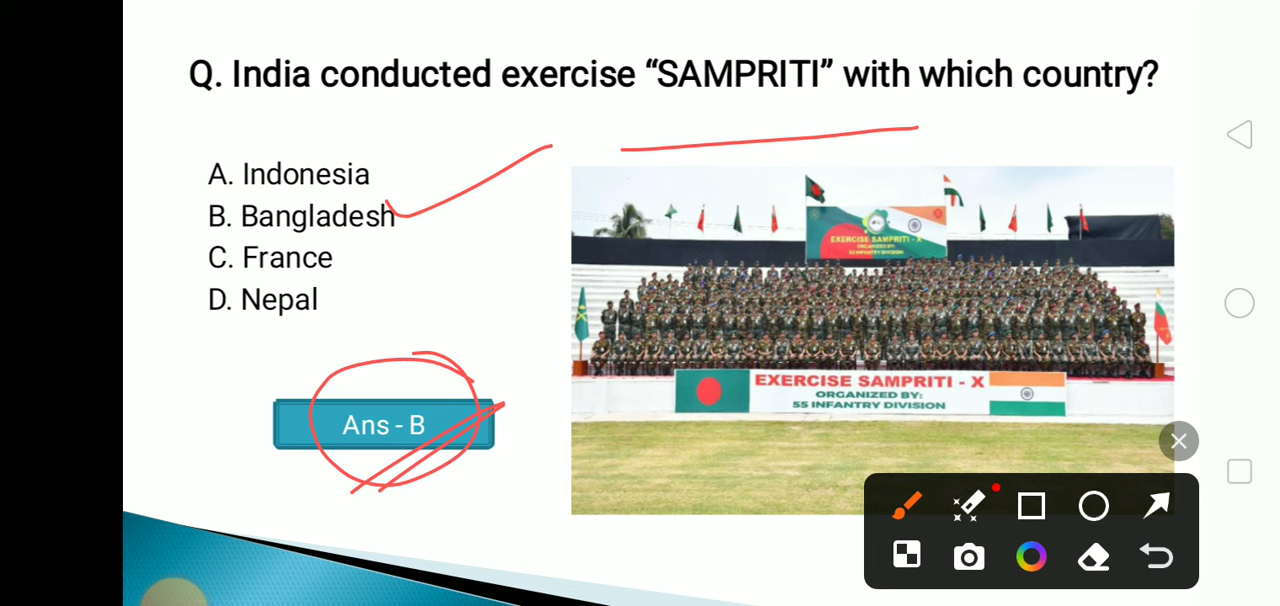 Q. India conducted exercise “SAMPRITI” with which country?
A. Indonesia
B. Bangladesh
C. France
D. Nepal
Ans - B
EXERCISE SAMPRITI - X
ORGANIZED BY:
55 INFANTRY DIVISION
EXERCISE SAMPRITI - X
ORGANIZED BY:
55 INFANTRY DIVISION